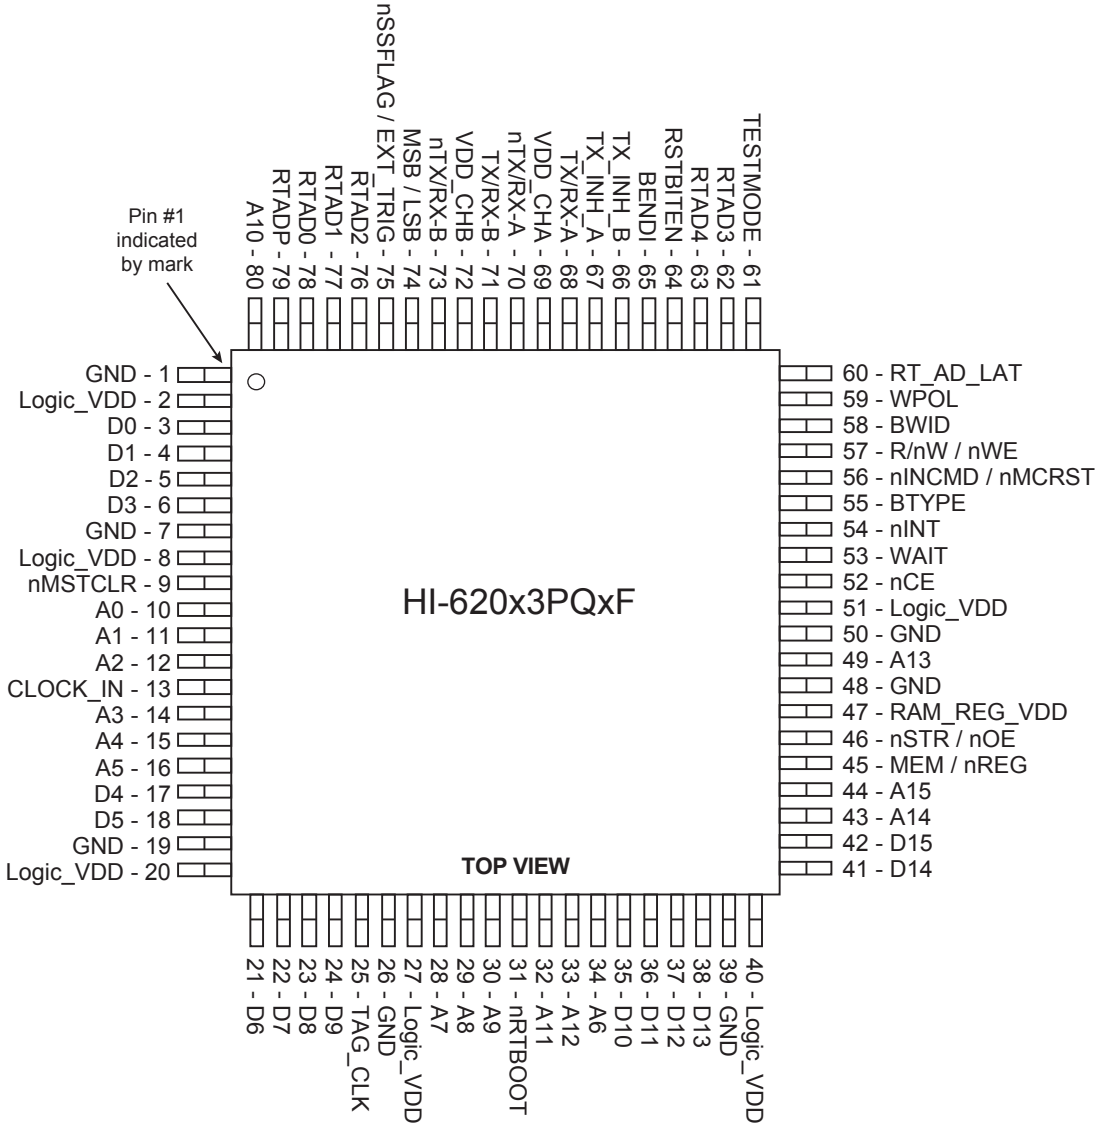 nSSFLAG / EXT_TRIG - 75
A10 - 80
RTADP - 79
RTAD0 - 78
RTAD1 - 77
RTAD2 - 76
MSB / LSB - 74
nTX/RX-B - 73
VDD_CHB - 72
TX/RX-B - 71
nTX/RX-A - 70
VDD_CHA - 69
TX/RX-A - 68
TX_INH_A - 67
TX_INH_B - 66
BENDI - 65
RSTBITEN - 64
RTAD4 - 63
RTAD3 - 62
TESTMODE - 61
Pin #1
indicated
by mark
GND - 1
Logic_VDD - 2
D0 - 3
D1 - 4
D2 - 5
D3 - 6
GND - 7
Logic_VDD - 8
nMSTCLR - 9
A0 - 10
A1 - 11
A2 - 12
CLOCK_IN - 13
A3 - 14
A4 - 15
A5 - 16
D4 - 17
D5 - 18
GND - 19
Logic_VDD - 20
HI-620x3PQxF
TOP VIEW
60 - RT_AD_LAT
59 - WPOL
58 - BWID
57 - R/nW / nWE
56 - nINCMD / nMCRST
55 - BTYPE
54 - nINT
53 - WAIT
52 - nCE
51 - Logic_VDD
50 - GND
49 - A13
48 - GND
47 - RAM_REG_VDD
46 - nSTR / nOE
45 - MEM / nREG
44 - A15
43 - A14
42 - D15
41 - D14
21 - D6
22 - D7
23 - D8
24 - D9
25 - TAG_CLK
26 - GND
27 - Logic_VDD
28 - A7
29 - A8
30 - A9
31 - nRTBOOT
32 - A11
33 - A12
34 - A6
35 - D10
36 - D11
37 - D12
38 - D13
39 - GND
40 - Logic_VDD